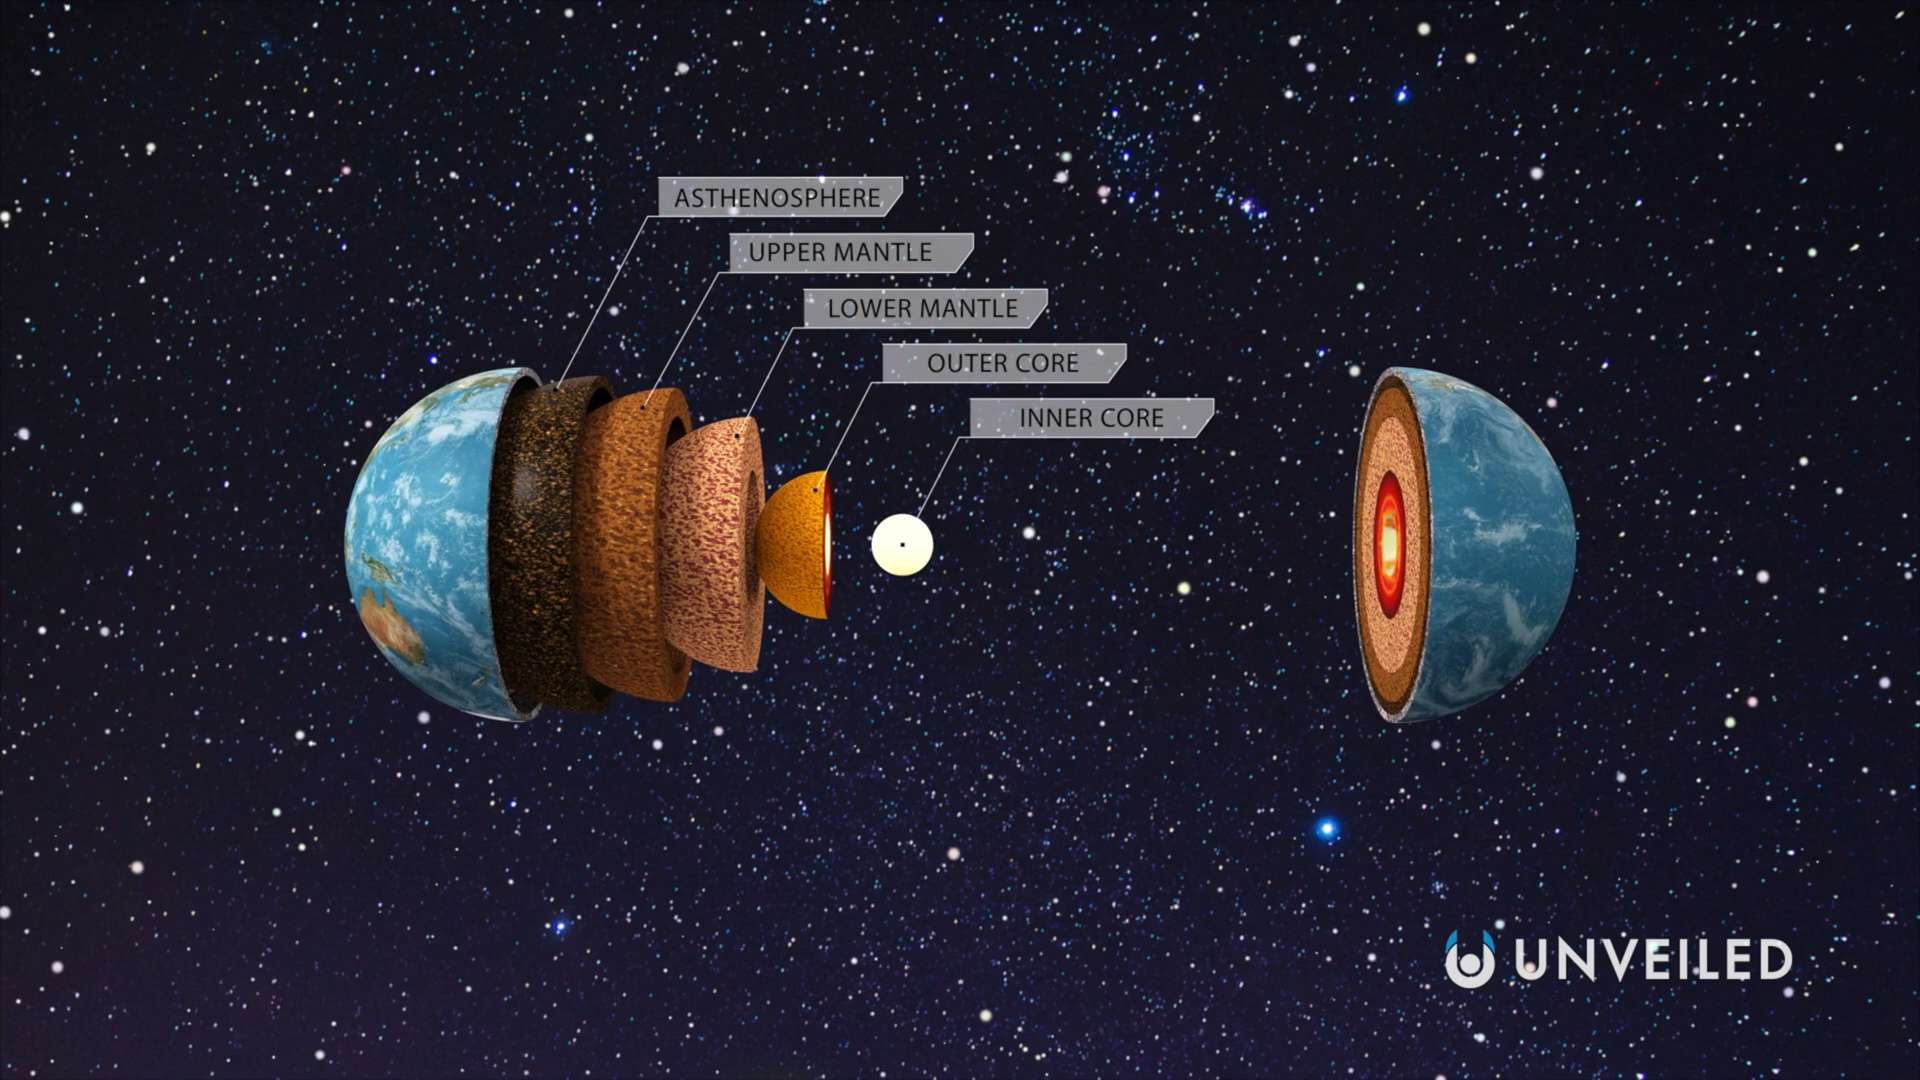 ASTHENOSPHERE
UPPER MANTLE
LOWER MANTLE
OUTER CORE
INNER CORE
UNVEILED